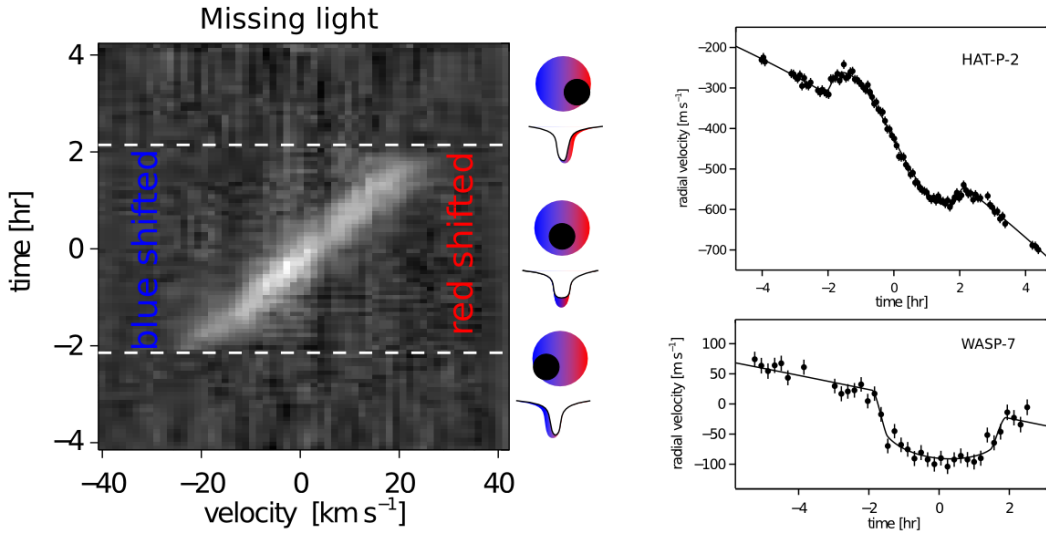 Missing light
4
2
0
−2
−4
time [hr]
blue shifted
red shifted
−40
−20
0
20
40
velocity [km s⁻¹]
−200
−300
−400
−500
−600
−700
radial velocity [m s⁻¹]
HAT-P-2
−4
−2
0
2
4
time [hr]
100
50
0
−50
−100
radial velocity [m s⁻¹]
WASP-7
−4
−2
0
2
time [hr]